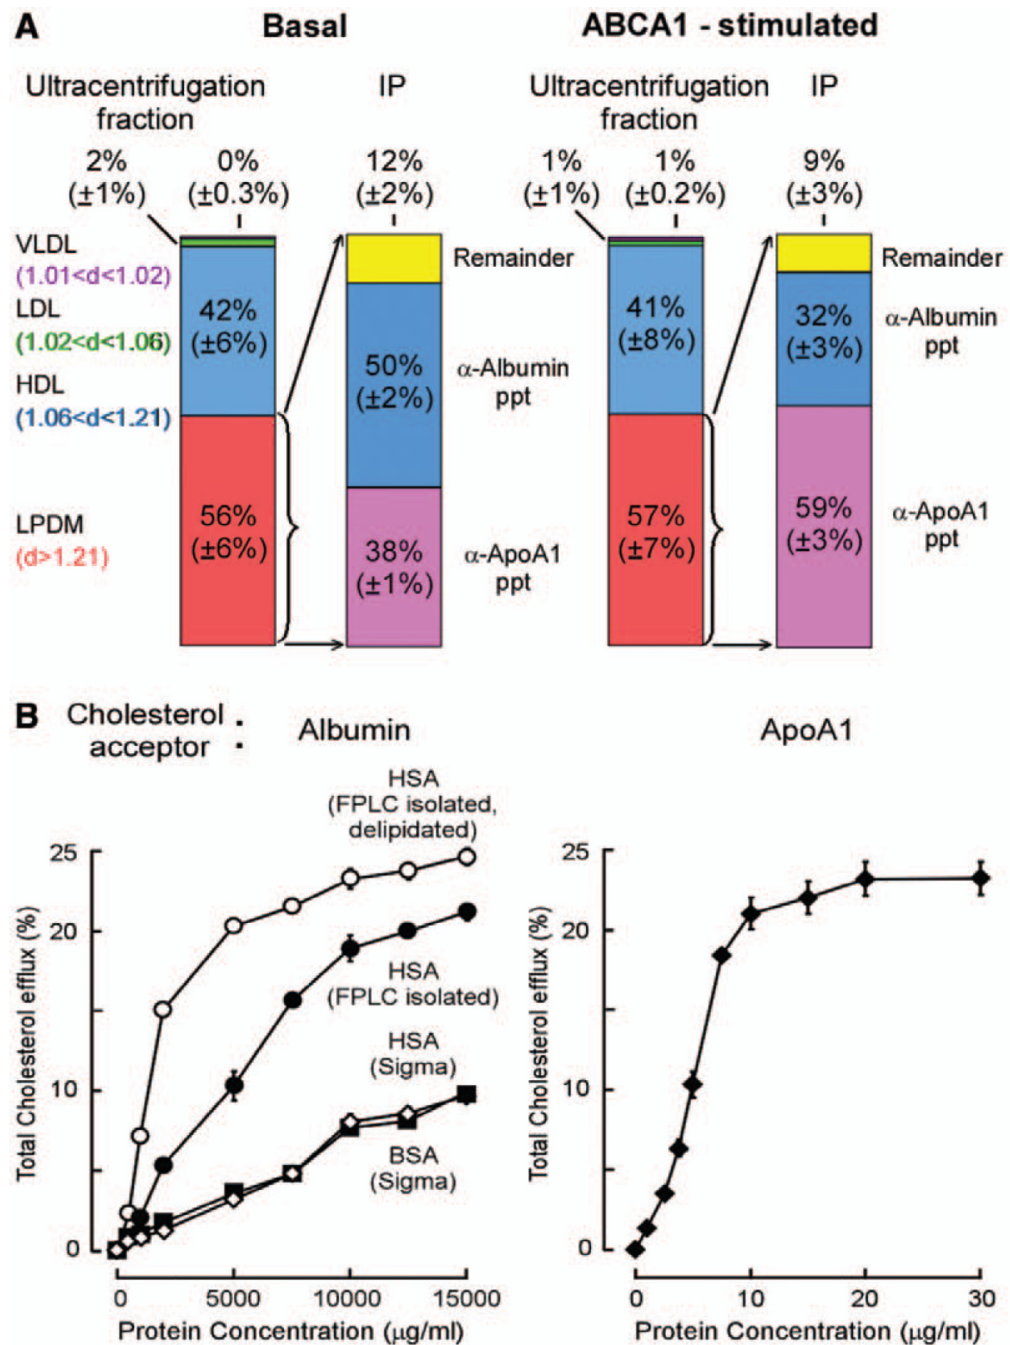 A
Basal
ABCA1 - stimulated
Ultracentrifugation
fraction
IP
Ultracentrifugation
fraction
IP
2%
(±1%)
0%
(±0.3%)
12%
(±2%)
1%
(±1%)
1%
(±0.2%)
9%
(±3%)
VLDL
(1.01<d<1.02)
LDL
(1.02<d<1.06)
HDL
(1.06<d<1.21)
LPDM
(d>1.21)
42%
(±6%)
56%
(±6%)
50%
(±2%)
38%
(±1%)
Remainder
α-Albumin
ppt
α-ApoA1
ppt
41%
(±8%)
57%
(±7%)
32%
(±3%)
59%
(±3%)
Remainder
α-Albumin
ppt
α-ApoA1
ppt
B
Cholesterol
acceptor :
Albumin
ApoA1
HSA
(FPLC isolated,
delipidated)
HSA
(FPLC isolated)
HSA
(Sigma)
BSA
(Sigma)
Total Cholesterol efflux (%)
25
20
10
0
0
5000
10000
15000
Protein Concentration (μg/ml)
Total Cholesterol efflux (%)
25
20
10
0
0
10
20
30
Protein Concentration (μg/ml)